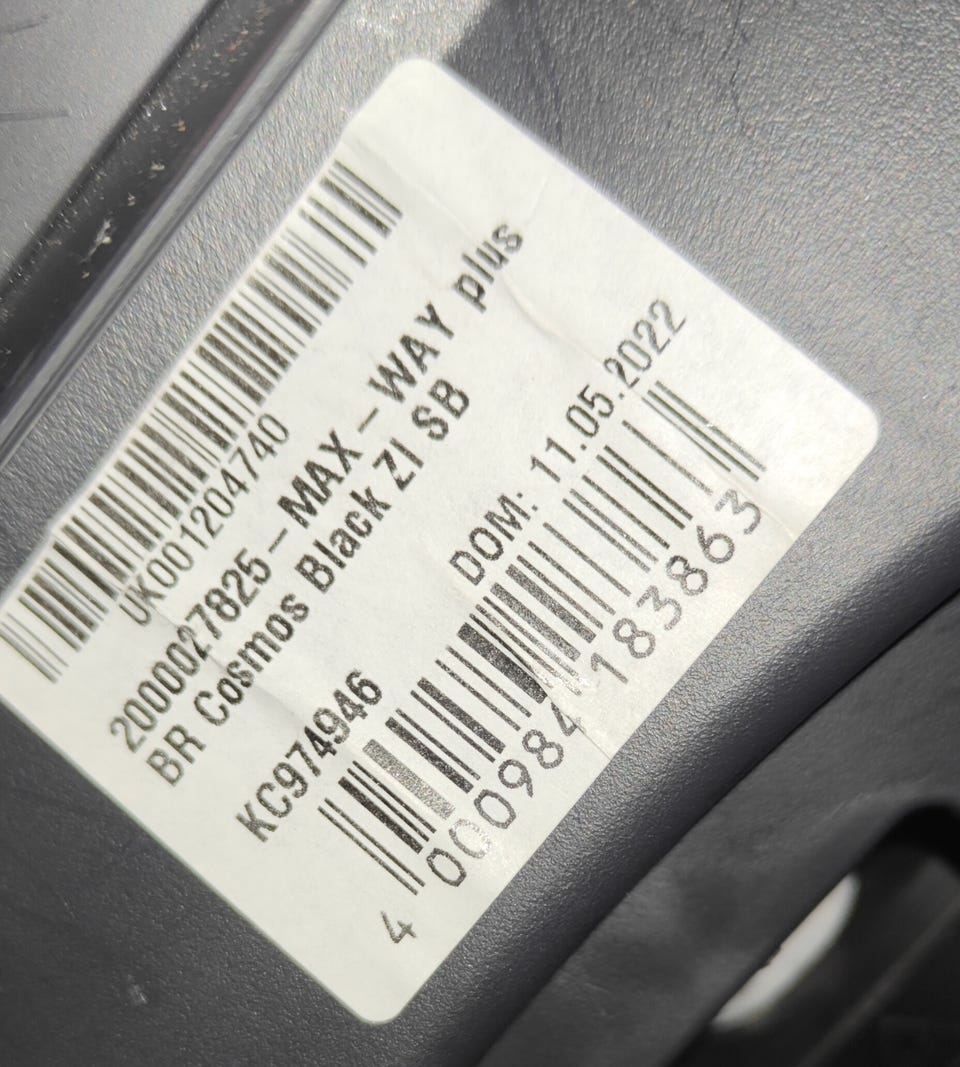 UK001204740
2000027825-MAX-WAY plus
BR Cosmos Black ZI SB
DOM: 11.05.2022
KC974946
4 000984 183863